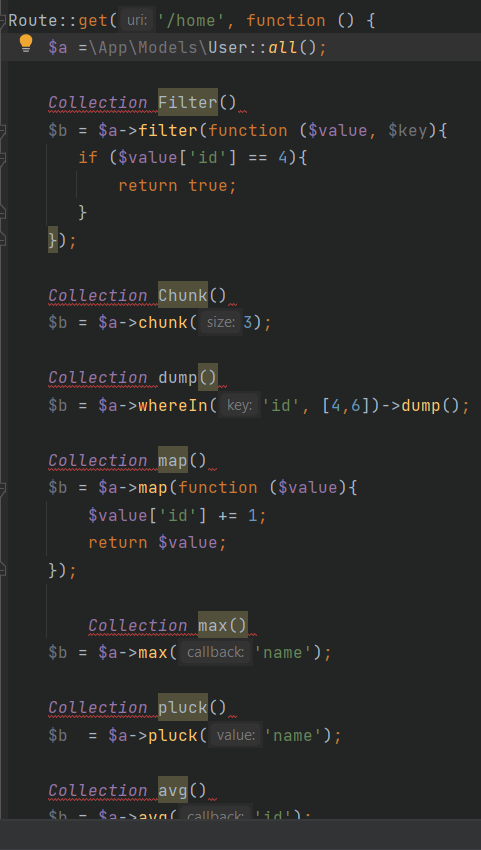 Route::get( uri: '/home', function () {
$a =\App\Models\User::all();
Collection Filter()
$b = $a->filter(function ($value, $key){
if ($value['id'] == 4){
return true;
}
});
Collection Chunk()
$b = $a->chunk( size: 3);
Collection dump()
$b = $a->whereIn( key: 'id', [4,6])->dump();
Collection map()
$b = $a->map(function ($value){
$value['id'] += 1;
return $value;
});
Collection max()
$b = $a->max( callback: 'name');
Collection pluck()
$b  = $a->pluck( value: 'name');
Collection avg()
$b = $a->avg( callback: 'id');